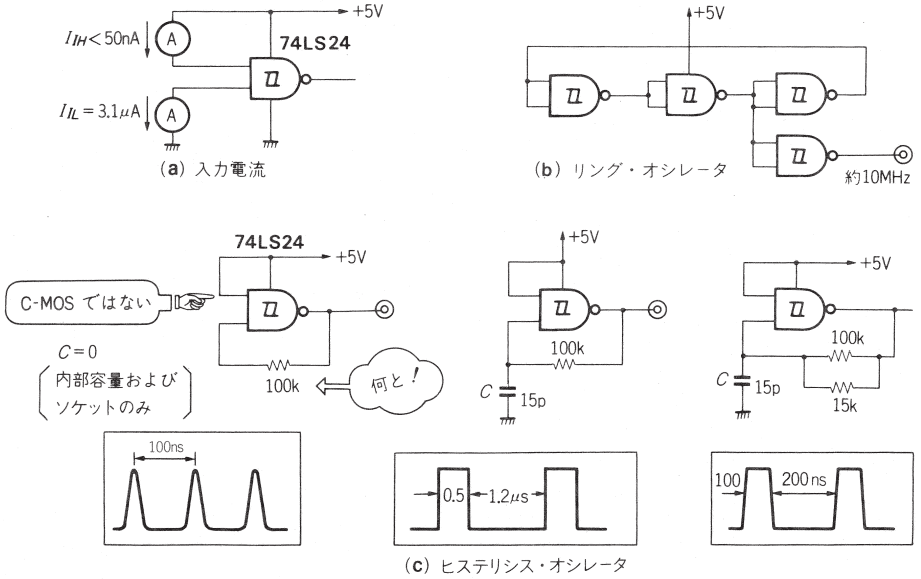 +5V
I_IH<50nA
A
74LS24
I_IL=3.1μA
A
(a) 入力電流
+5V
約10MHz
(b) リング・オシレータ
74LS24
+5V
C-MOS ではない
C=0
内部容量および
ソケットのみ
100k
何と!
100ns
+5V
100k
C
15p
0.5
1.2μs
+5V
100k
15k
C
15p
100
200ns
(c) ヒステリシス・オシレータ